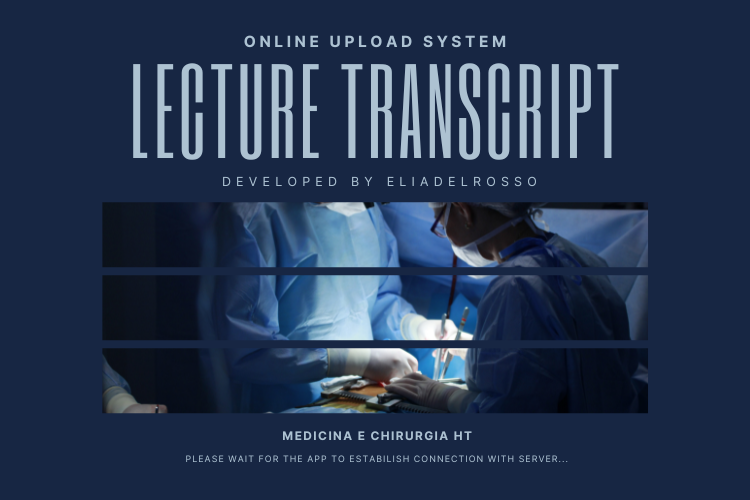 ONLINE UPLOAD SYSTEM
LECTURE TRANSCRIPT
DEVELOPED BY ELIADELROSSO
MEDICINA E CHIRURGIA HT
PLEASE WAIT FOR THE APP TO ESTABILISH CONNECTION WITH SERVER...